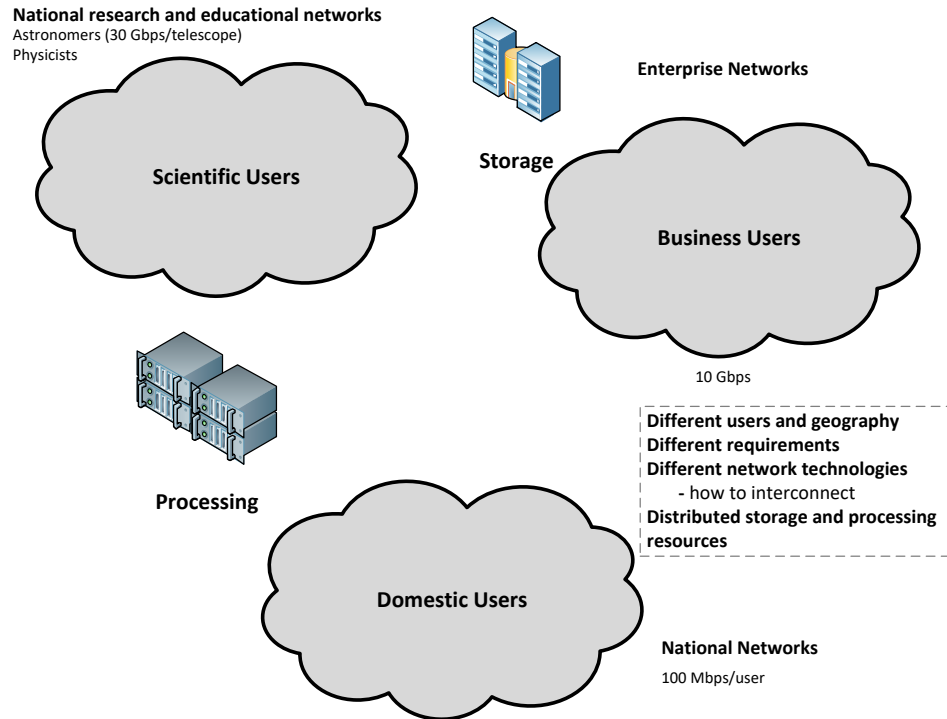 National research and educational networks
Astronomers (30 Gbps/telescope)
Physicists
Enterprise Networks
Storage
Scientific Users
Business Users
10 Gbps
Different users and geography
Different requirements
Different network technologies
- how to interconnect
Distributed storage and processing
resources
Processing
Domestic Users
National Networks
100 Mbps/user